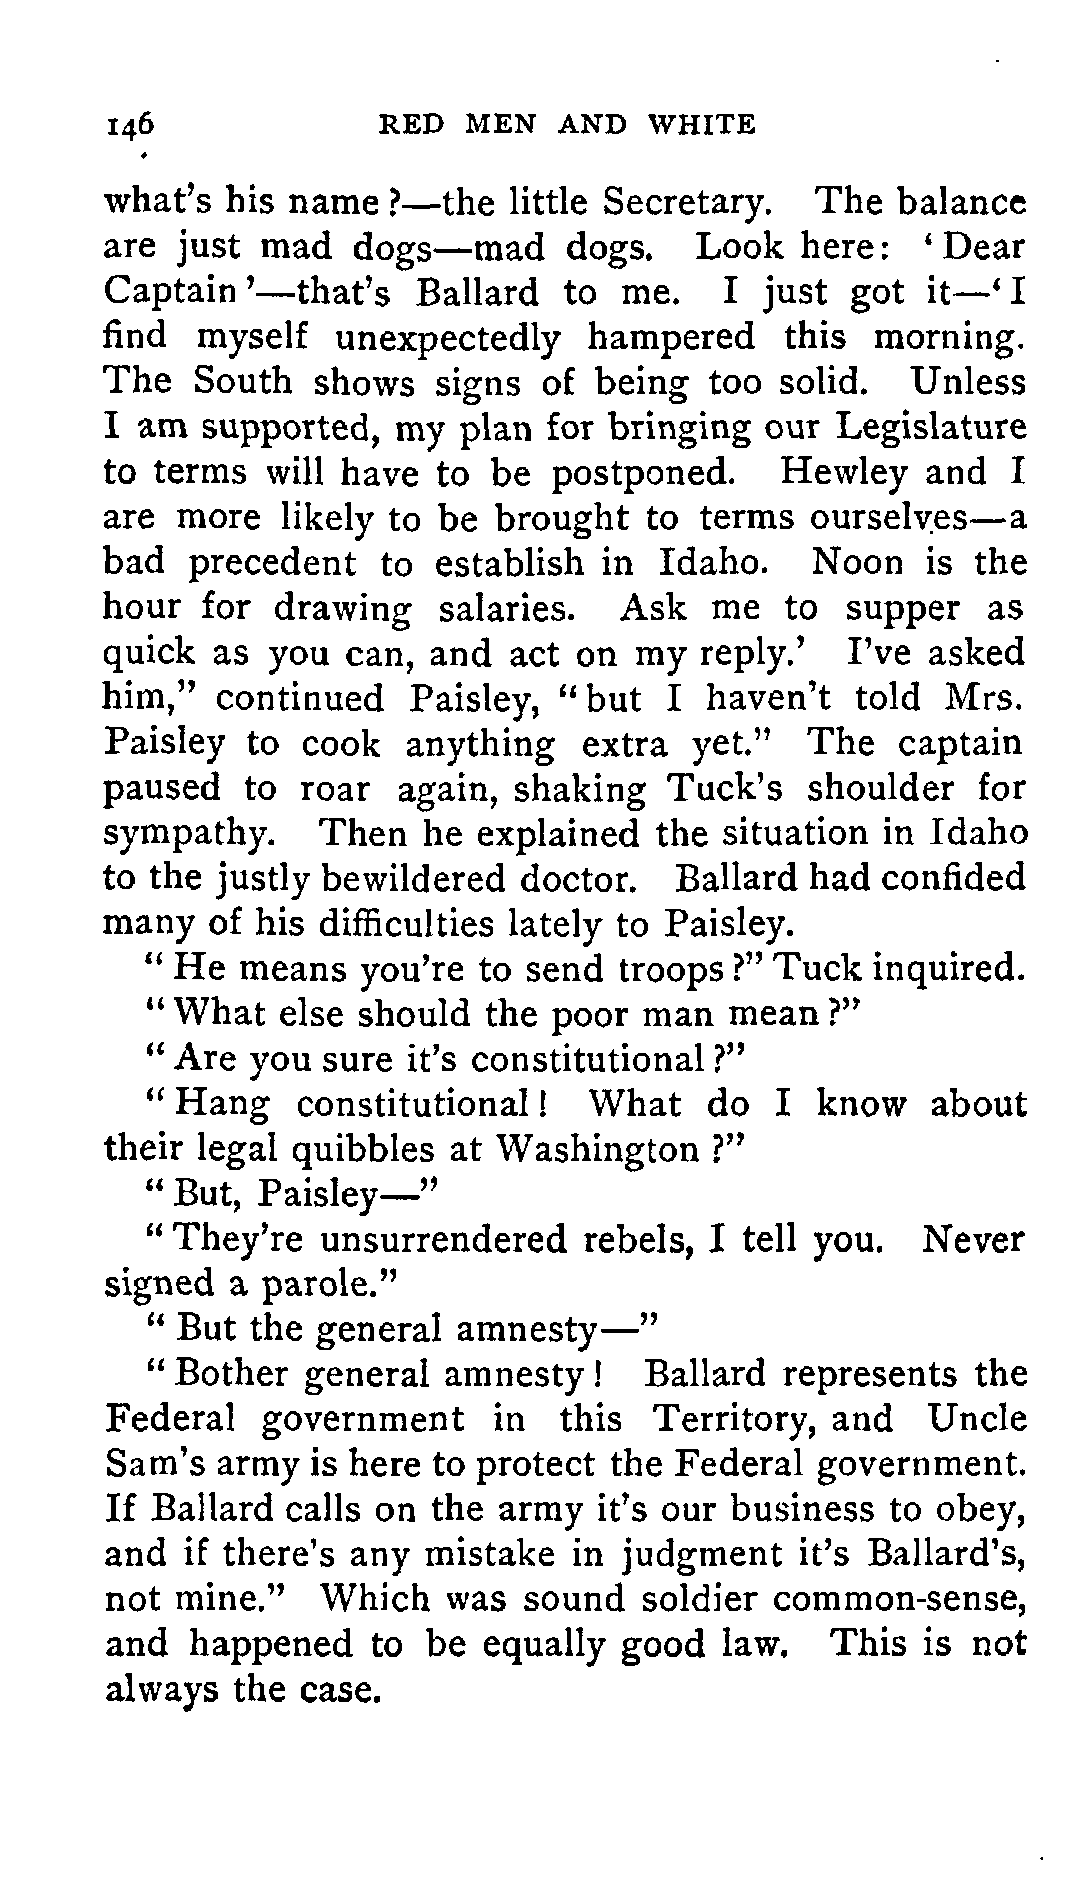 146 RED MEN AND WHITE
what's his name?—the little Secretary. The balance
are just mad dogs—mad dogs. Look here: ‘Dear
Captain’—that's Ballard to me. I just got it—‘I
find myself unexpectedly hampered this morning.
The South shows signs of being too solid. Unless
I am supported, my plan for bringing our Legislature
to terms will have to be postponed. Hewley and I
are more likely to be brought to terms ourselves—a
bad precedent to establish in Idaho. Noon is the
hour for drawing salaries. Ask me to supper as
quick as you can, and act on my reply.’ I've asked
him,” continued Paisley, “but I haven't told Mrs.
Paisley to cook anything extra yet.” The captain
paused to roar again, shaking Tuck's shoulder for
sympathy. Then he explained the situation in Idaho
to the justly bewildered doctor. Ballard had confided
many of his difficulties lately to Paisley.
“He means you're to send troops?” Tuck inquired.
“What else should the poor man mean?”
“Are you sure it's constitutional?”
“Hang constitutional! What do I know about
their legal quibbles at Washington?”
“But, Paisley—”
“They're unsurrendered rebels, I tell you. Never
signed a parole.”
“But the general amnesty—”
“Bother general amnesty! Ballard represents the
Federal government in this Territory, and Uncle
Sam's army is here to protect the Federal government.
If Ballard calls on the army it's our business to obey,
and if there's any mistake in judgment it's Ballard's,
not mine.” Which was sound soldier common-sense,
and happened to be equally good law. This is not
always the case.